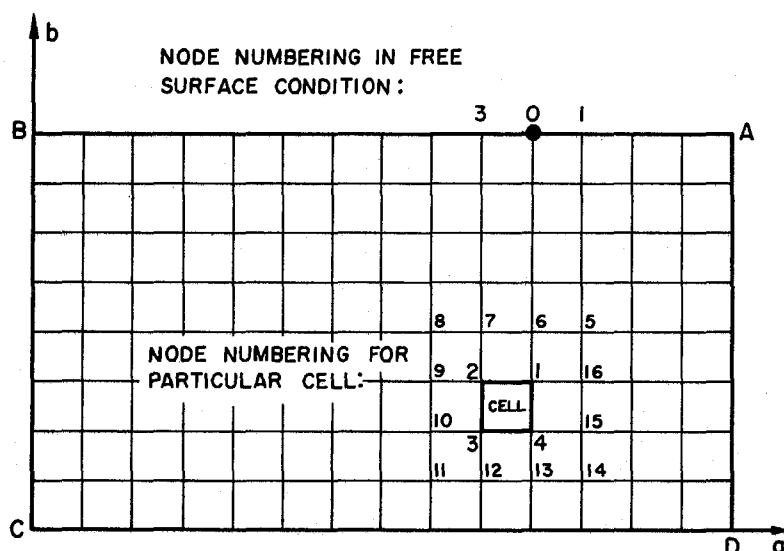 b
NODE NUMBERING IN FREE
SURFACE CONDITION:
3 0 1
B A
8 7 6 5
NODE NUMBERING FOR
PARTICULAR CELL:
9 2 1 16
CELL
10 15
3 4
11 12 13 14
C D a